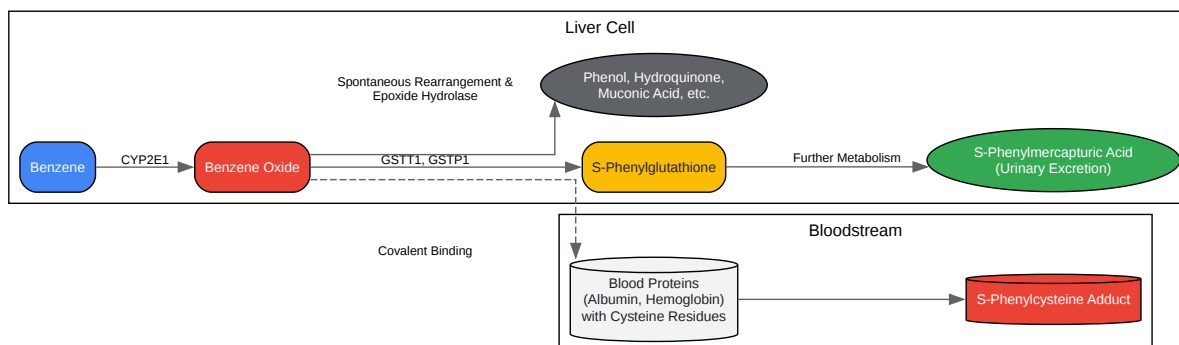 Liver Cell
Spontaneous Rearrangement &
Epoxide Hydrolase
Phenol, Hydroquinone,
Muconic Acid, etc.
Benzene
CYP2E1
Benzene Oxide
GSTT1, GSTP1
S-Phenylglutathione
Further Metabolism
S-Phenylmercapturic Acid
(Urinary Excretion)
Bloodstream
Covalent Binding
Blood Proteins
(Albumin, Hemoglobin)
with Cysteine Residues
S-Phenylcysteine Adduct